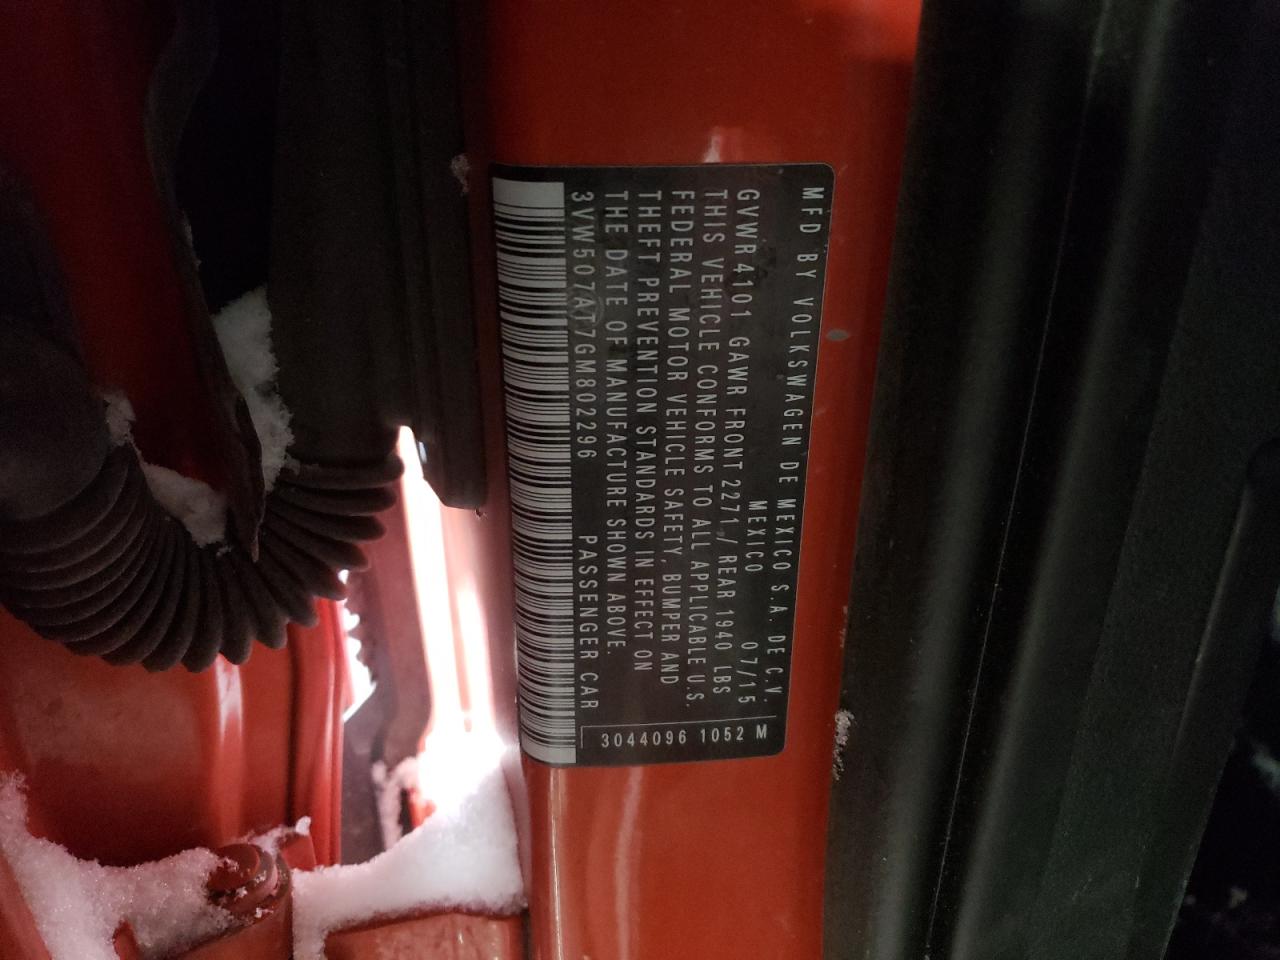 MFD BY VOLKSWAGEN DE MEXICO S.A. DE C.V.
MEXICO 07/15
GVWR 4101 GAWR FRONT 2271 / REAR 1940 LBS
THIS VEHICLE CONFORMS TO ALL APPLICABLE U.S.
FEDERAL MOTOR VEHICLE SAFETY, BUMPER AND
THEFT PREVENTION STANDARDS IN EFFECT ON
THE DATE OF MANUFACTURE SHOWN ABOVE.
3VW507AT7GM802296 PASSENGER CAR
3044096 1052 M